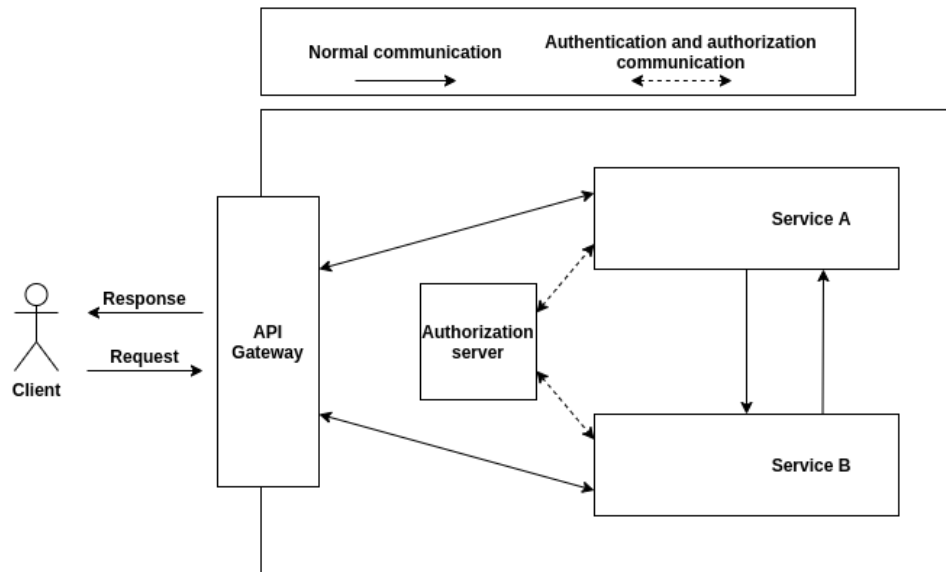 Normal communication
Authentication and authorization
communication
Service A
Response
Request
Client
API
Gateway
Authorization
server
Service B